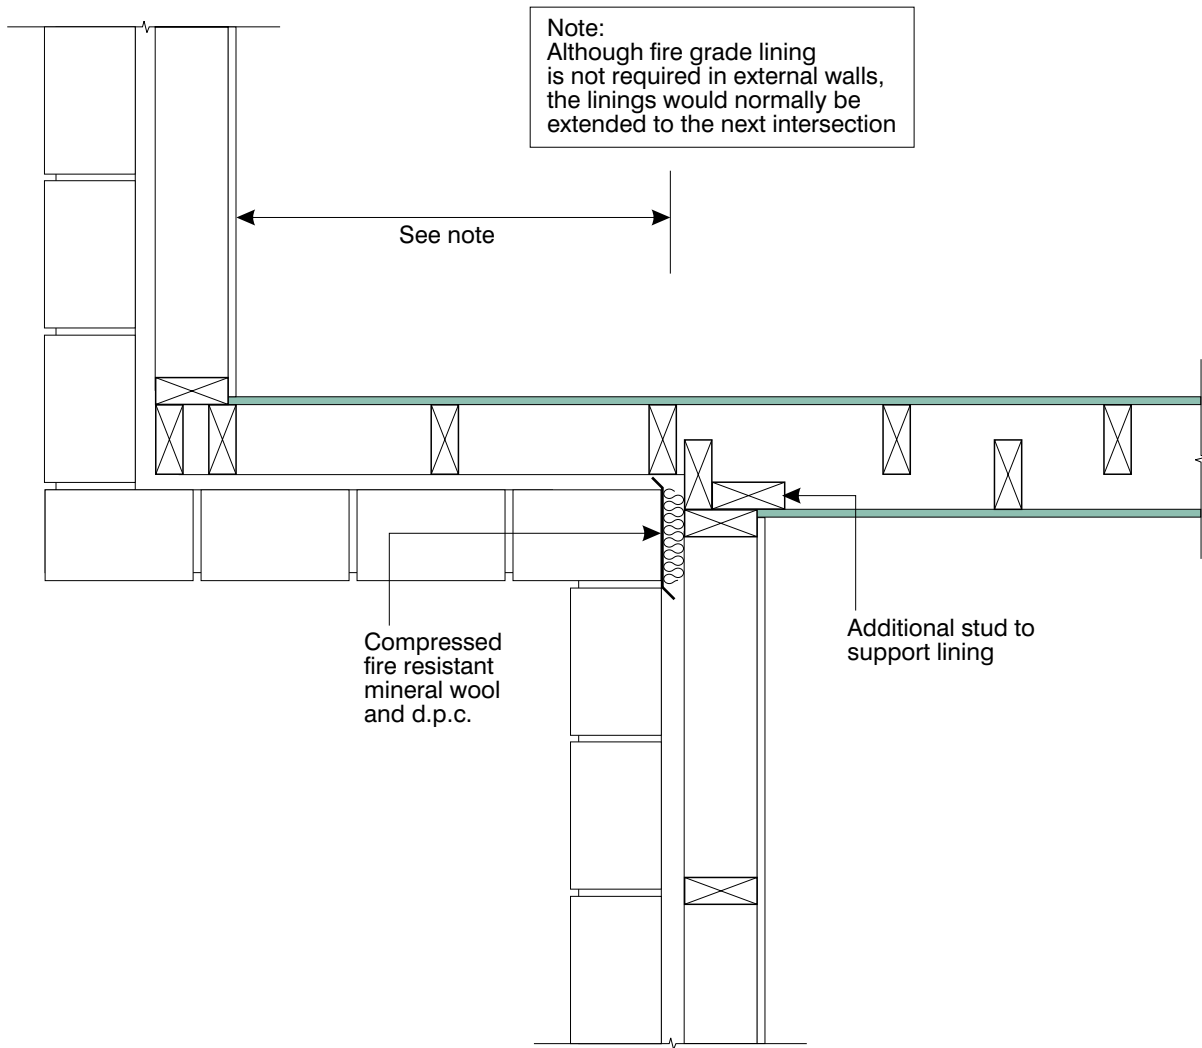 Note:
Although fire grade lining
is not required in external walls,
the linings would normally be
extended to the next intersection
See note
Compressed
fire resistant
mineral wool
and d.p.c.
Additional stud to
support lining